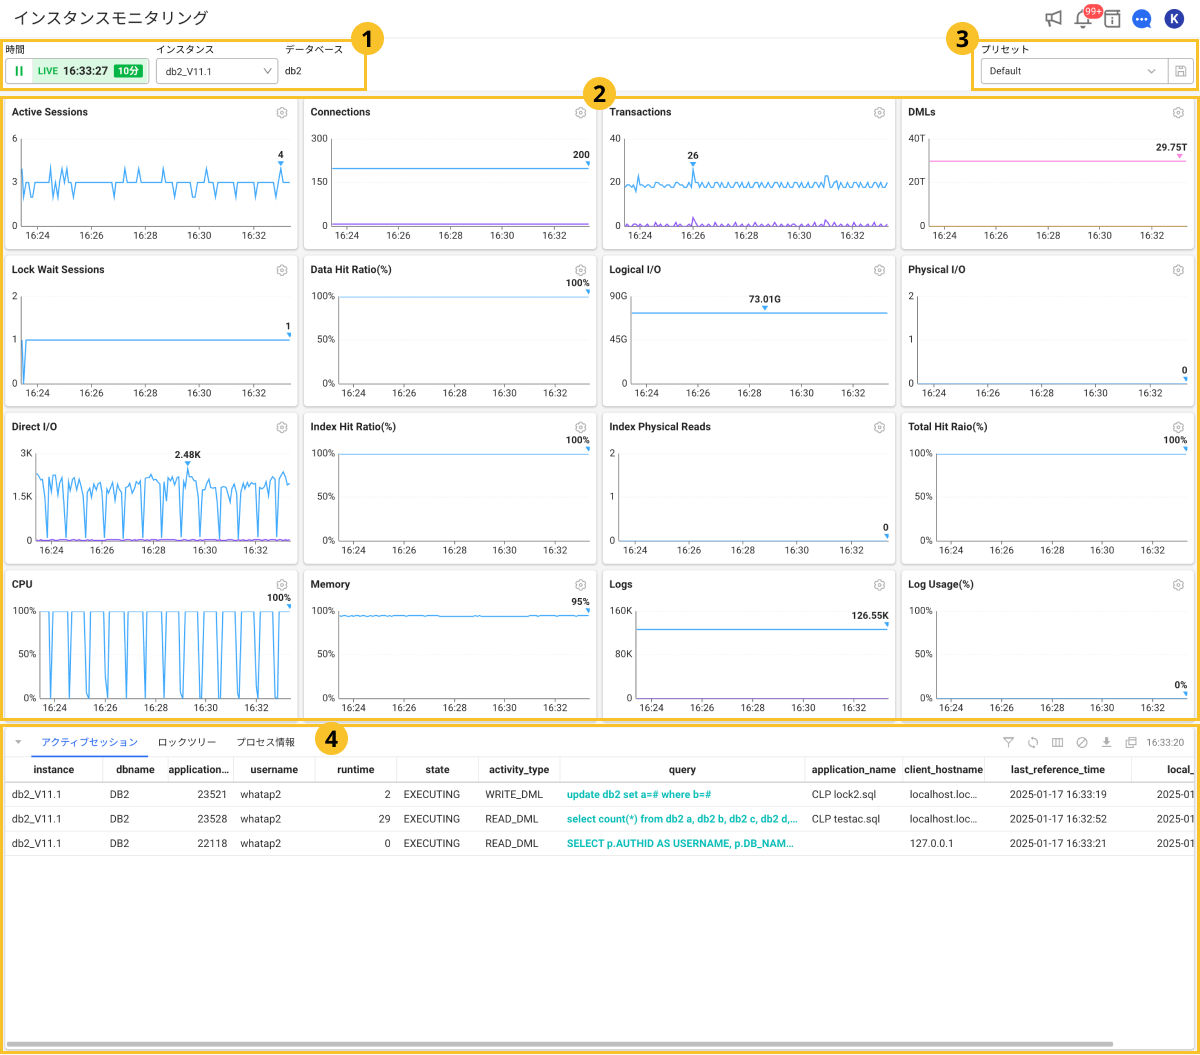 インスタンスモニタリング
99+
K
1
時間
インスタンス
データベース
LIVE 16:33:27 10分
db2_V11.1
db2
3
プリセット
Default
2
Active Sessions
6
3
0
4
16:24 16:26 16:28 16:30 16:32
Connections
300
150
0
200
16:24 16:26 16:28 16:30 16:32
Transactions
40
20
0
26
16:24 16:26 16:28 16:30 16:32
DMLs
40T
20T
0
29.75T
16:24 16:26 16:28 16:30 16:32
Lock Wait Sessions
2
1
0
1
16:24 16:26 16:28 16:30 16:32
Data Hit Ratio(%)
100%
50%
0%
100%
16:24 16:26 16:28 16:30 16:32
Logical I/O
90G
45G
0
73.01G
16:24 16:26 16:28 16:30 16:32
Physical I/O
2
1
0
0
16:24 16:26 16:28 16:30 16:32
Direct I/O
3K
1.5K
0
2.48K
16:24 16:26 16:28 16:30 16:32
Index Hit Ratio(%)
100%
50%
0%
100%
16:24 16:26 16:28 16:30 16:32
Index Physical Reads
2
1
0
0
16:24 16:26 16:28 16:30 16:32
Total Hit Raio(%)
100%
50%
0%
100%
16:24 16:26 16:28 16:30 16:32
CPU
100%
50%
0%
100%
16:24 16:26 16:28 16:30 16:32
Memory
100%
50%
0%
95%
16:24 16:26 16:28 16:30 16:32
Logs
160K
80K
0
126.55K
16:24 16:26 16:28 16:30 16:32
Log Usage(%)
100%
50%
0%
0%
16:24 16:26 16:28 16:30 16:32
アクティブセッション ロックツリー プロセス情報 4 16:33:20
instance dbname application... username runtime state activity_type query application_name client_hostname last_reference_time local_
db2_V11.1 DB2 23521 whatap2 2 EXECUTING WRITE_DML update db2 set a=# where b=# CLP lock2.sql localhost.loc... 2025-01-17 16:33:19 2025-01
db2_V11.1 DB2 23528 whatap2 29 EXECUTING READ_DML select count(*) from db2 a, db2 b, db2 c, db2 d,... CLP testac.sql localhost.loc... 2025-01-17 16:32:52 2025-01
db2_V11.1 DB2 22118 whatap2 0 EXECUTING READ_DML SELECT p.AUTHID AS USERNAME, p.DB_NAM... 127.0.0.1 2025-01-17 16:33:21 2025-01